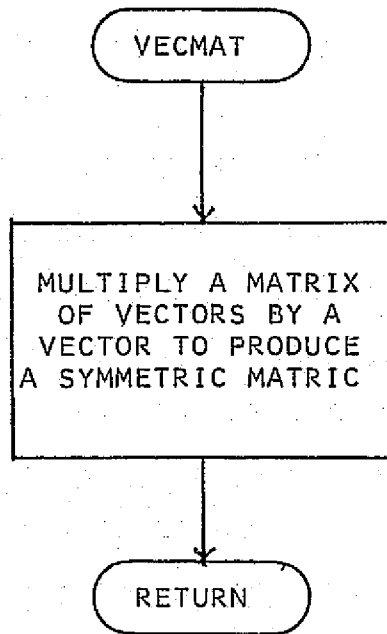 VECMAT
MULTIPLY A MATRIX
OF VECTORS BY A
VECTOR TO PRODUCE
A SYMMETRIC MATRIC
RETURN